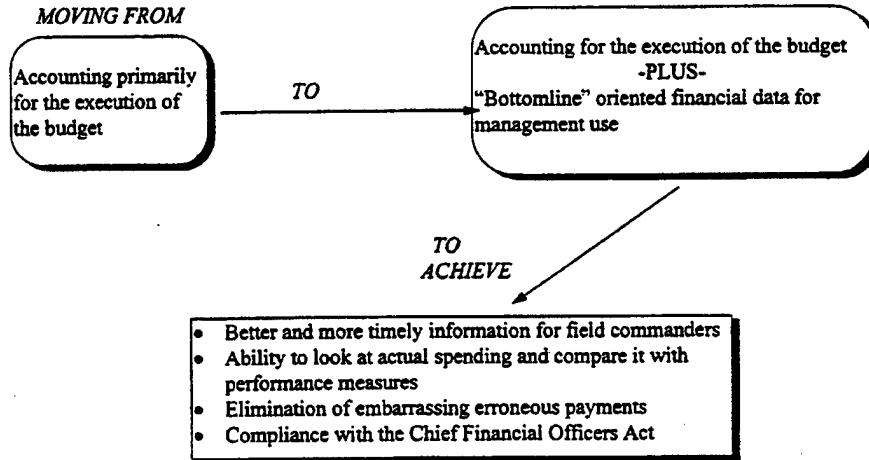 MOVING FROM
Accounting primarily
for the execution of
the budget
TO
Accounting for the execution of the budget
-PLUS-
“Bottomline” oriented financial data for
management use
TO
ACHIEVE
• Better and more timely information for field commanders
• Ability to look at actual spending and compare it with
performance measures
• Elimination of embarrassing erroneous payments
• Compliance with the Chief Financial Officers Act